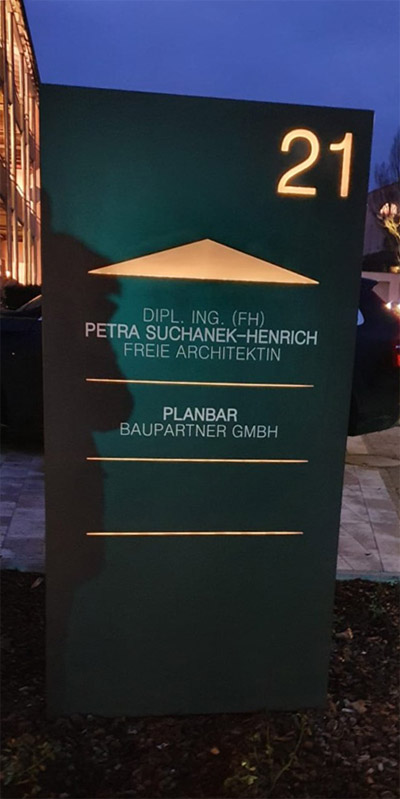 21
DIPL. ING. (FH)
PETRA SUCHANEK-HENRICH
FREIE ARCHITEKTIN
PLANBAR
BAUPARTNER GMBH